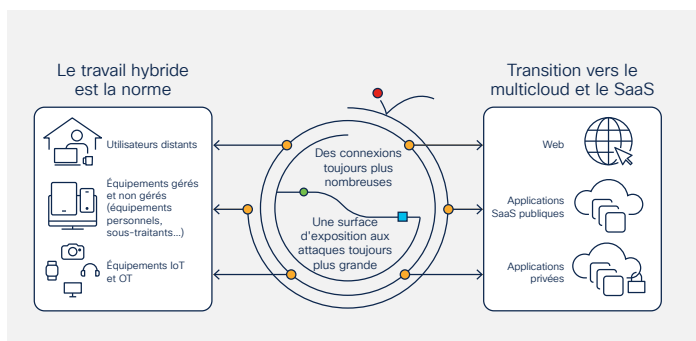 Le travail hybride
est la norme
Utilisateurs distants
Équipements gérés
et non gérés
(équipements
personnels,
sous-traitants...)
Équipements IoT
et OT
Des connexions
toujours plus
nombreuses
Une surface
d'exposition aux
attaques toujours
plus grande
Transition vers le
multicloud et le SaaS
Web
Applications
SaaS publiques
Applications
privées